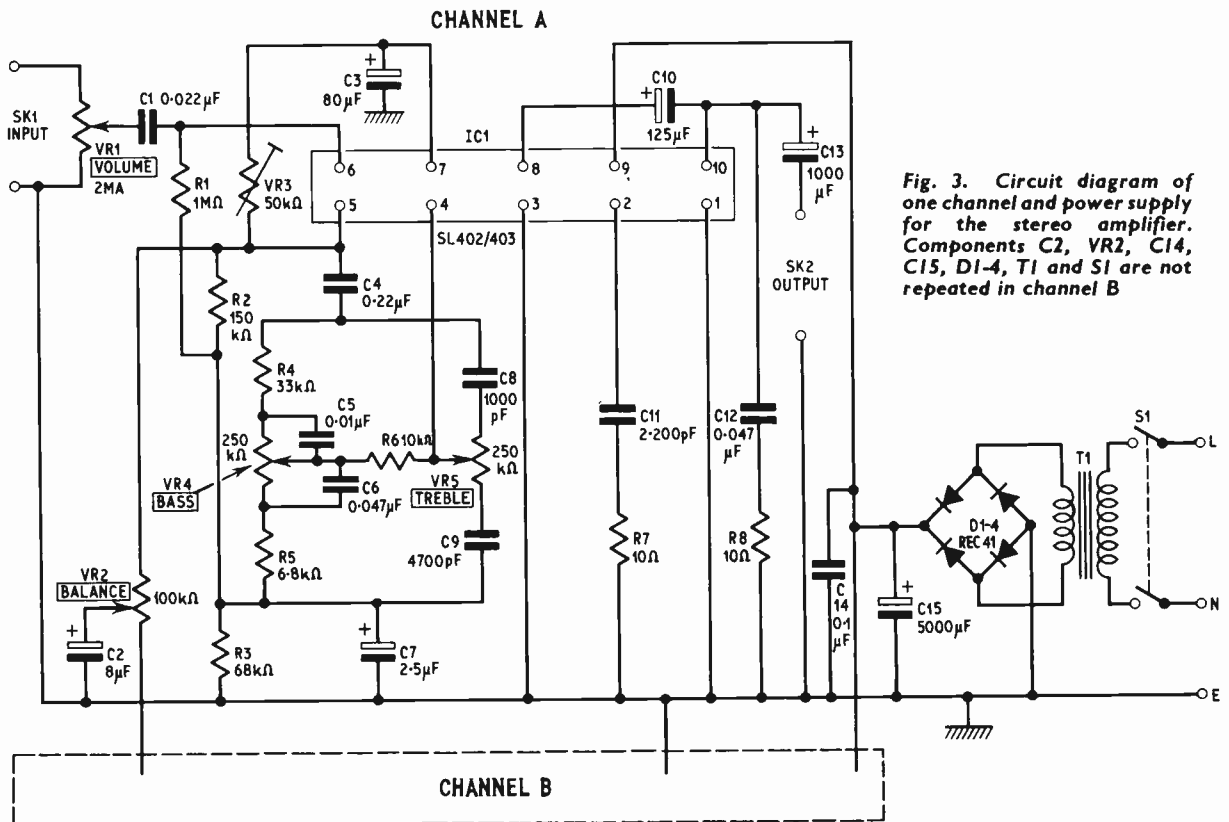 CHANNEL A
SK1
INPUT
VR1
VOLUME
2MA
C1 0·022µF
R1
1MΩ
VR3
50kΩ
+
C3
80µF
IC1
6
7
8
9
10
5
4
3
2
1
SL402/403
+
C10
125µF
+
C13
1000
µF
SK2
OUTPUT
Fig. 3. Circuit diagram of
one channel and power supply
for the stereo amplifier.
Components C2, VR2, C14,
C15, D1-4, T1 and S1 are not
repeated in channel B
R2
150
kΩ
C4
0·22µF
R4
33kΩ
C5
0·01µF
250
kΩ
VR4
BASS
R6 10kΩ
C6
0·047µF
R5
6·8kΩ
C8
1000
pF
250
kΩ
VR5
TREBLE
C9
4700pF
C11
2·200pF
C12
0·047
µF
R7
10Ω
R8
10Ω
VR2
BALANCE
100kΩ
+
C2
8µF
R3
68kΩ
+
C7
2·5µF
C
14
0·1
µF
+
C15
5000µF
D1-4
REC 41
T1
S1
L
N
E
CHANNEL B